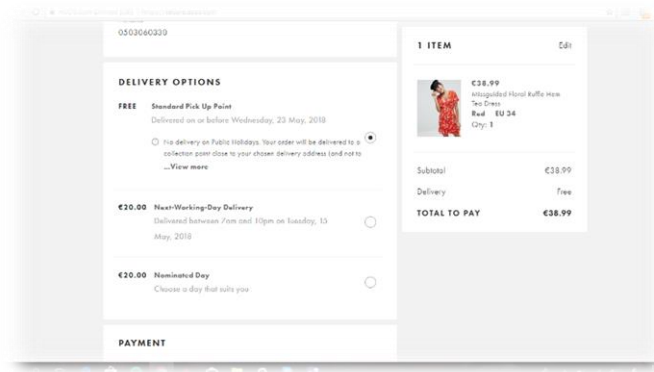 0503060330
DELIVERY OPTIONS
FREE Standard Pick Up Point
Delivered on or before Wednesday, 23 May, 2018
No delivery on Public Holidays. Your order will be delivered to a
collection point close to your chosen delivery address (and not to
...View more
€20.00 Next-Working-Day Delivery
Delivered between 7am and 10pm on Tuesday, 15
May, 2018
€20.00 Nominated Day
Choose a day that suits you
PAYMENT
1 ITEM Edit
€38.99
Missguided Floral Ruffle Hem
Tea Dress
Red EU 34
Qty: 1
Subtotal €38.99
Delivery Free
TOTAL TO PAY €38.99